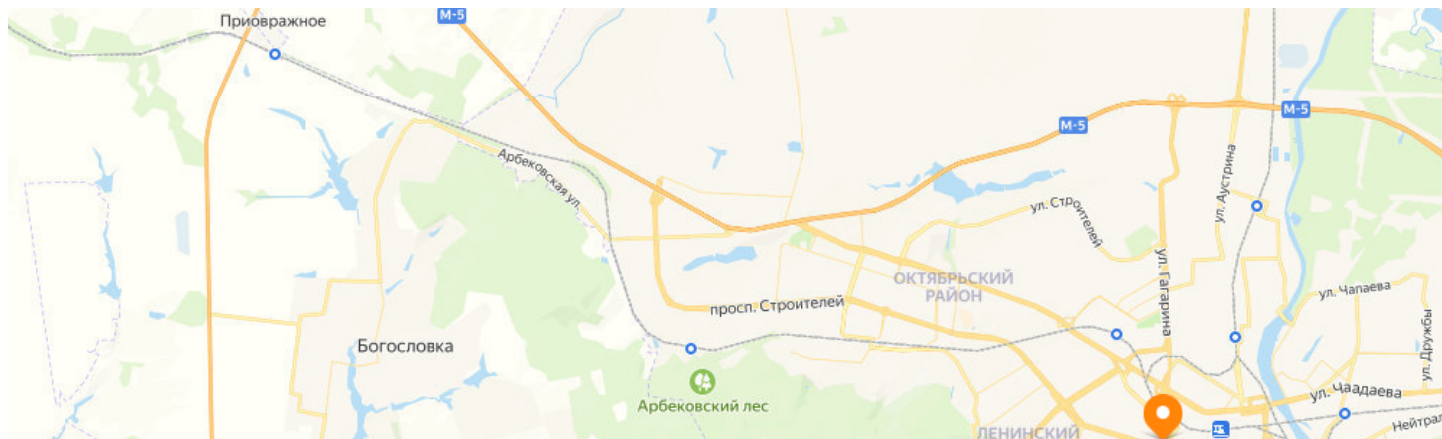 Приовражное
М-5
М-5
М-5
Арбековская ул.
ул. Аустрина
ул. Строителей
ОКТЯБРЬСКИЙ
РАЙОН
ул. Гагарина
ул. Чапаева
просп. Строителей
ул. Дружбы
Богословка
Арбековский лес
ул. Чаадаева
ЛЕНИНСКИЙ
Нейтрал